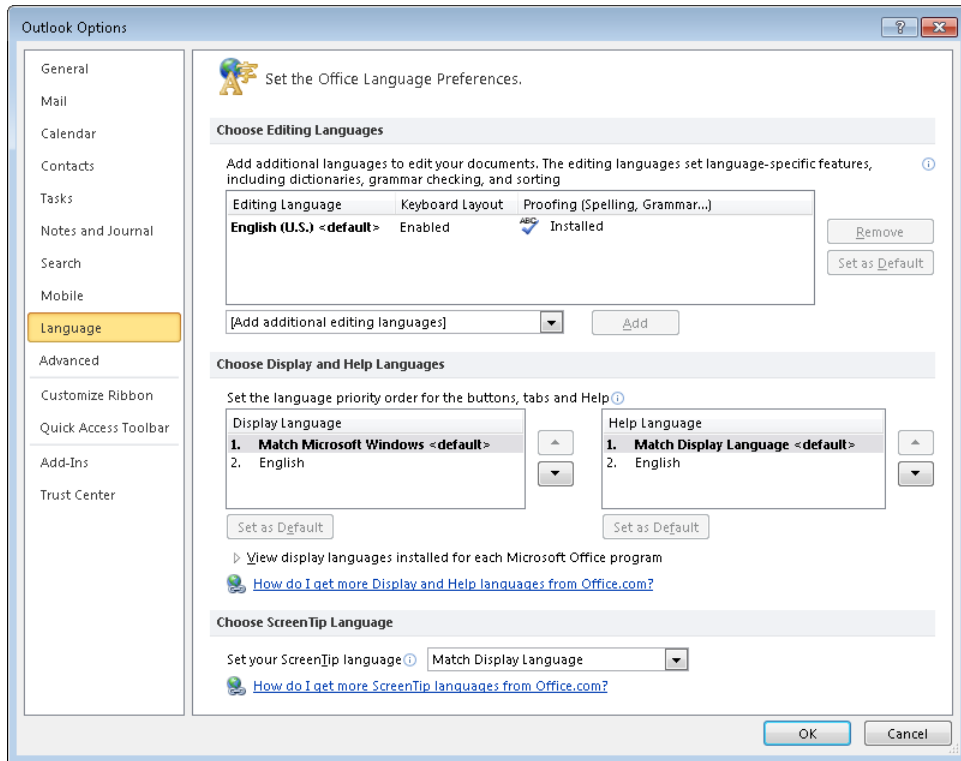 Outlook Options
General
Mail
Calendar
Contacts
Tasks
Notes and Journal
Search
Mobile
Language
Advanced
Customize Ribbon
Quick Access Toolbar
Add-Ins
Trust Center
Set the Office Language Preferences.
Choose Editing Languages
Add additional languages to edit your documents. The editing languages set language-specific features,
including dictionaries, grammar checking, and sorting
Editing Language Keyboard Layout Proofing (Spelling, Grammar...)
English (U.S.) <default> Enabled Installed
Remove
Set as Default
[Add additional editing languages] Add
Choose Display and Help Languages
Set the language priority order for the buttons, tabs and Help
Display Language
1. Match Microsoft Windows <default>
2. English
Set as Default
Help Language
1. Match Display Language <default>
2. English
Set as Default
View display languages installed for each Microsoft Office program
How do I get more Display and Help languages from Office.com?
Choose ScreenTip Language
Set your ScreenTip language Match Display Language
How do I get more ScreenTip languages from Office.com?
OK Cancel